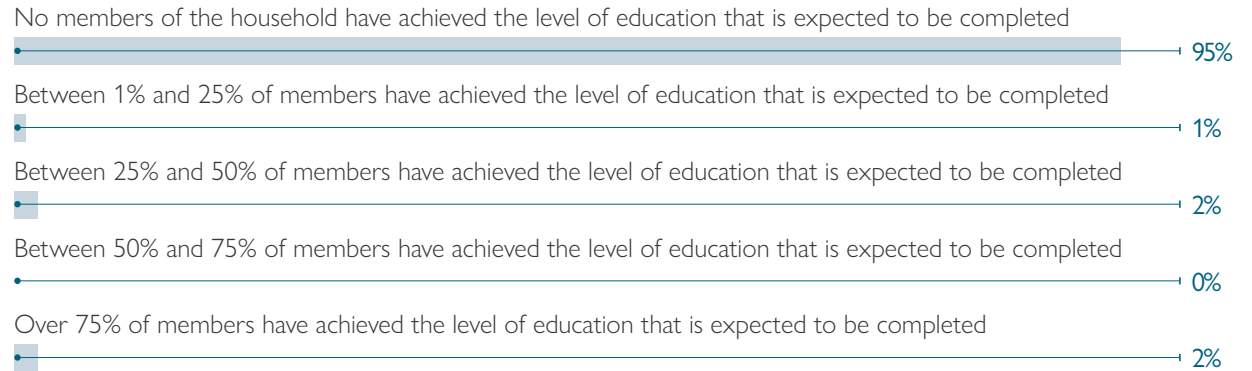 No members of the household have achieved the level of education that is expected to be completed
95%
Between 1% and 25% of members have achieved the level of education that is expected to be completed
1%
Between 25% and 50% of members have achieved the level of education that is expected to be completed
2%
Between 50% and 75% of members have achieved the level of education that is expected to be completed
0%
Over 75% of members have achieved the level of education that is expected to be completed
2%